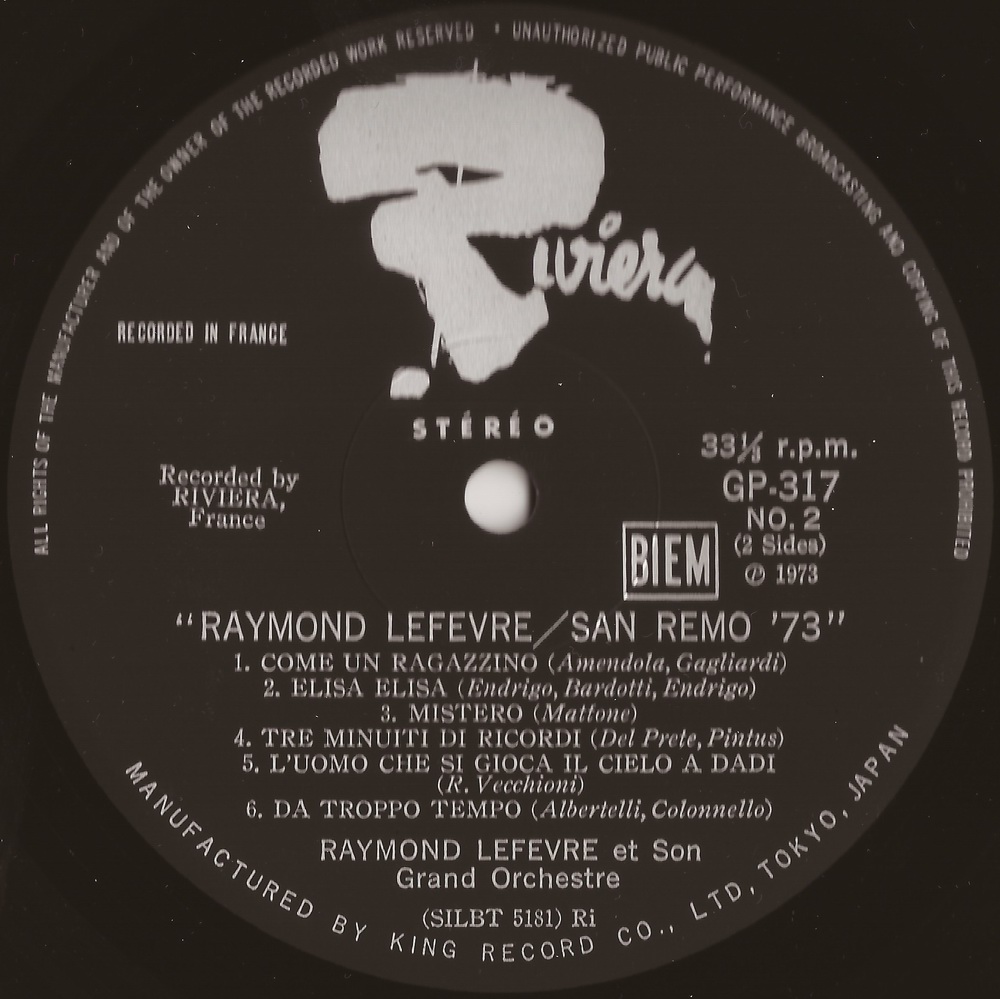 ALL RIGHTS OF THE MANUFACTURER AND OF THE OWNER OF THE RECORDED WORK RESERVED • UNAUTHORIZED PUBLIC PERFORMANCE BROADCASTING AND COPYING OF THIS RECORD PROHIBITED
Riviera
RECORDED IN FRANCE
STÉRÉO
Recorded by
RIVIERA,
France
33⅓ r.p.m.
GP-317
NO. 2
(2 Sides)
℗ 1973
BIEM
“RAYMOND LEFEVRE/SAN REMO ’73”
1. COME UN RAGAZZINO (Amendola, Gagliardi)
2. ELISA ELISA (Endrigo, Bardotti, Endrigo)
3. MISTERO (Mattone)
4. TRE MINUITI DI RICORDI (Del Prete, Pintus)
5. L'UOMO CHE SI GIOCA IL CIELO A DADI
(R. Vecchioni)
6. DA TROPPO TEMPO (Albertelli, Colonnello)
RAYMOND LEFEVRE et Son
Grand Orchestre
(SILBT 5181) Ri
MANUFACTURED BY KING RECORD CO., LTD, TOKYO, JAPAN